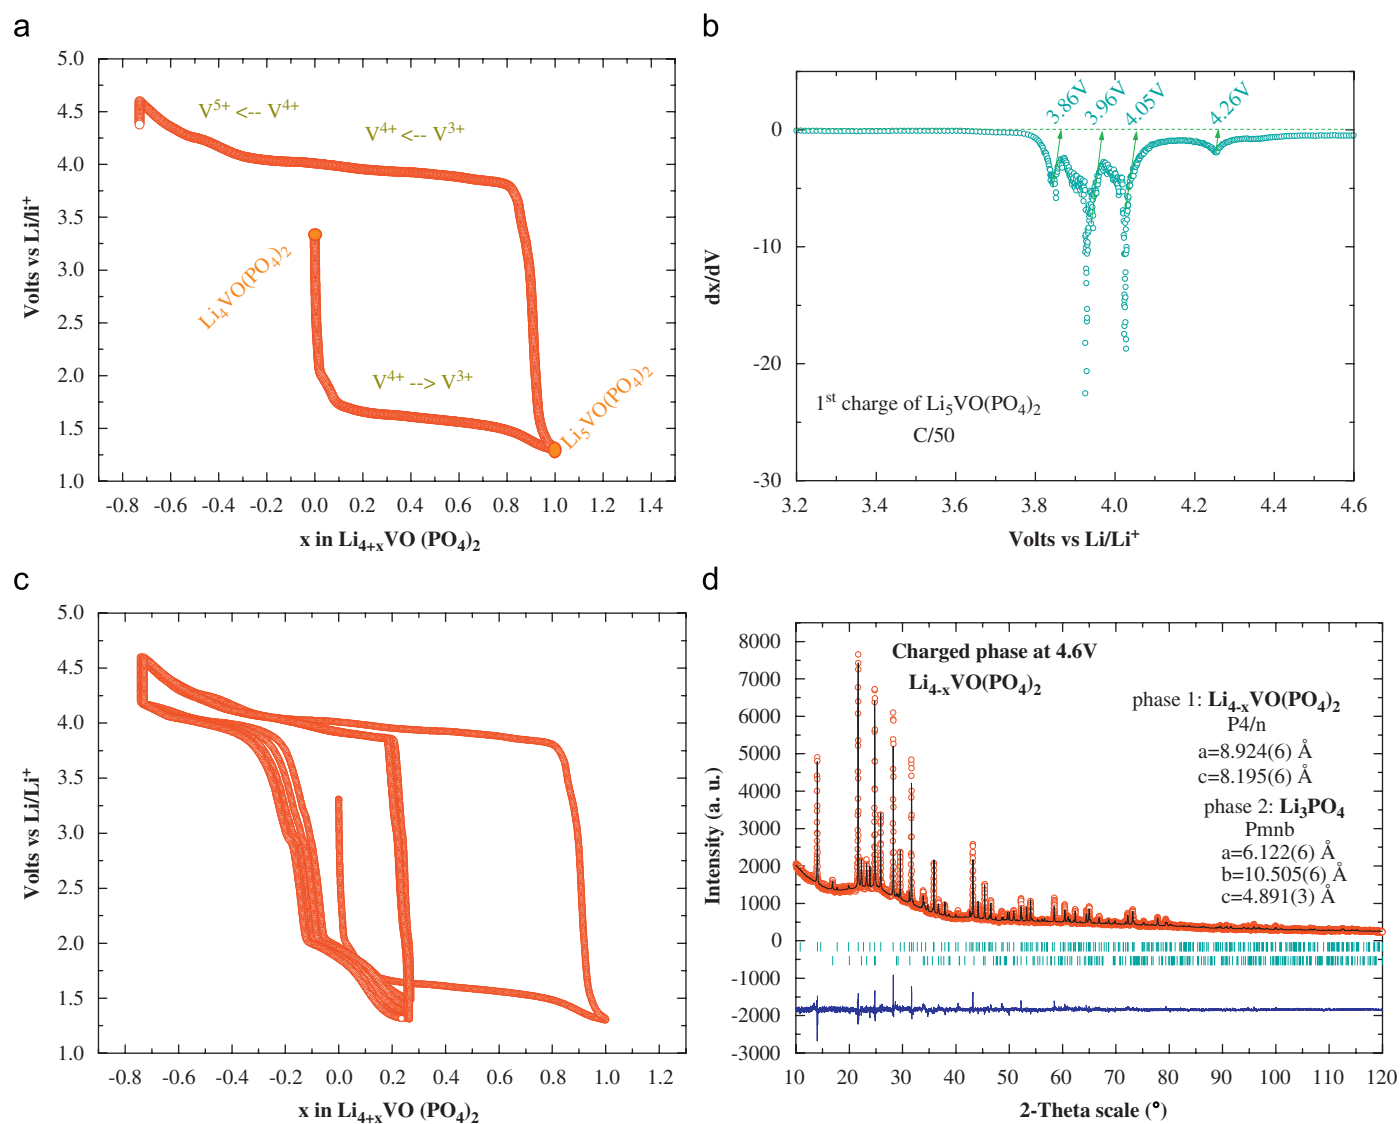 a
5.0
4.5
4.0
3.5
3.0
2.5
2.0
1.5
1.0
Volts vs Li/li⁺
V⁵⁺ <-- V⁴⁺
V⁴⁺ <-- V³⁺
Li₄VO(PO₄)₂
V⁴⁺ --> V³⁺
Li₅VO(PO₄)₂
-0.8 -0.6 -0.4 -0.2 0.0 0.2 0.4 0.6 0.8 1.0 1.2 1.4
x in Li₄₊ₓVO (PO₄)₂
b
3.86V
3.96V
4.05V
4.26V
0
-10
-20
-30
dx/dV
1ˢᵗ charge of Li₅VO(PO₄)₂
C/50
3.2 3.4 3.6 3.8 4.0 4.2 4.4 4.6
Volts vs Li/Li⁺
c
5.0
4.5
4.0
3.5
3.0
2.5
2.0
1.5
1.0
Volts vs Li/Li⁺
-0.8 -0.6 -0.4 -0.2 0.0 0.2 0.4 0.6 0.8 1.0 1.2
x in Li₄₊ₓVO (PO₄)₂
d
8000
7000
6000
5000
4000
3000
2000
1000
0
-1000
-2000
-3000
Intensity (a. u.)
Charged phase at 4.6V
Li₄₋ₓVO(PO₄)₂
phase 1: Li₄₋ₓVO(PO₄)₂
P4/n
a=8.924(6) Å
c=8.195(6) Å
phase 2: Li₃PO₄
Pmnb
a=6.122(6) Å
b=10.505(6) Å
c=4.891(3) Å
10 20 30 40 50 60 70 80 90 100 110 120
2-Theta scale (°)